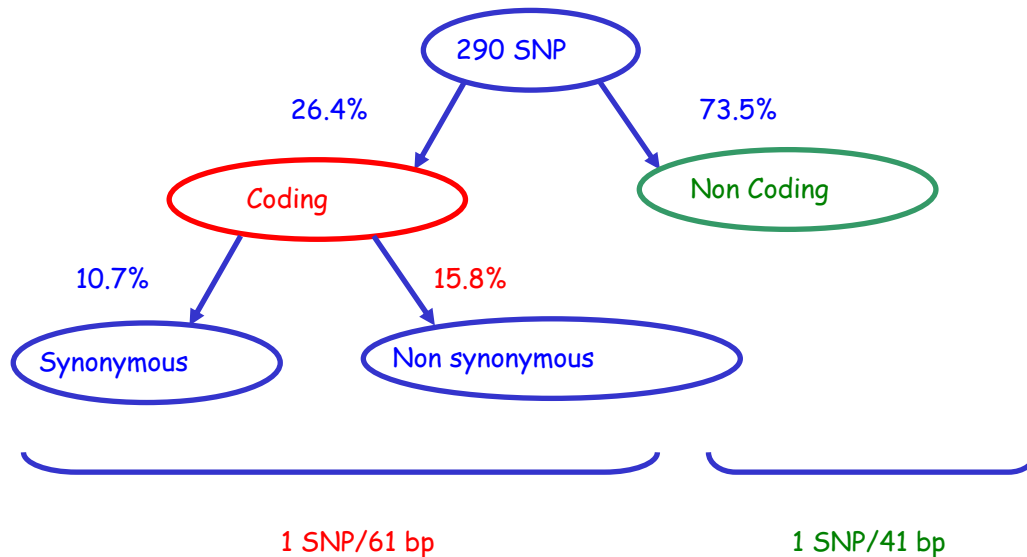 290 SNP
26.4%
73.5%
Coding
Non Coding
10.7%
15.8%
Synonymous
Non synonymous
1 SNP/61 bp
1 SNP/41 bp